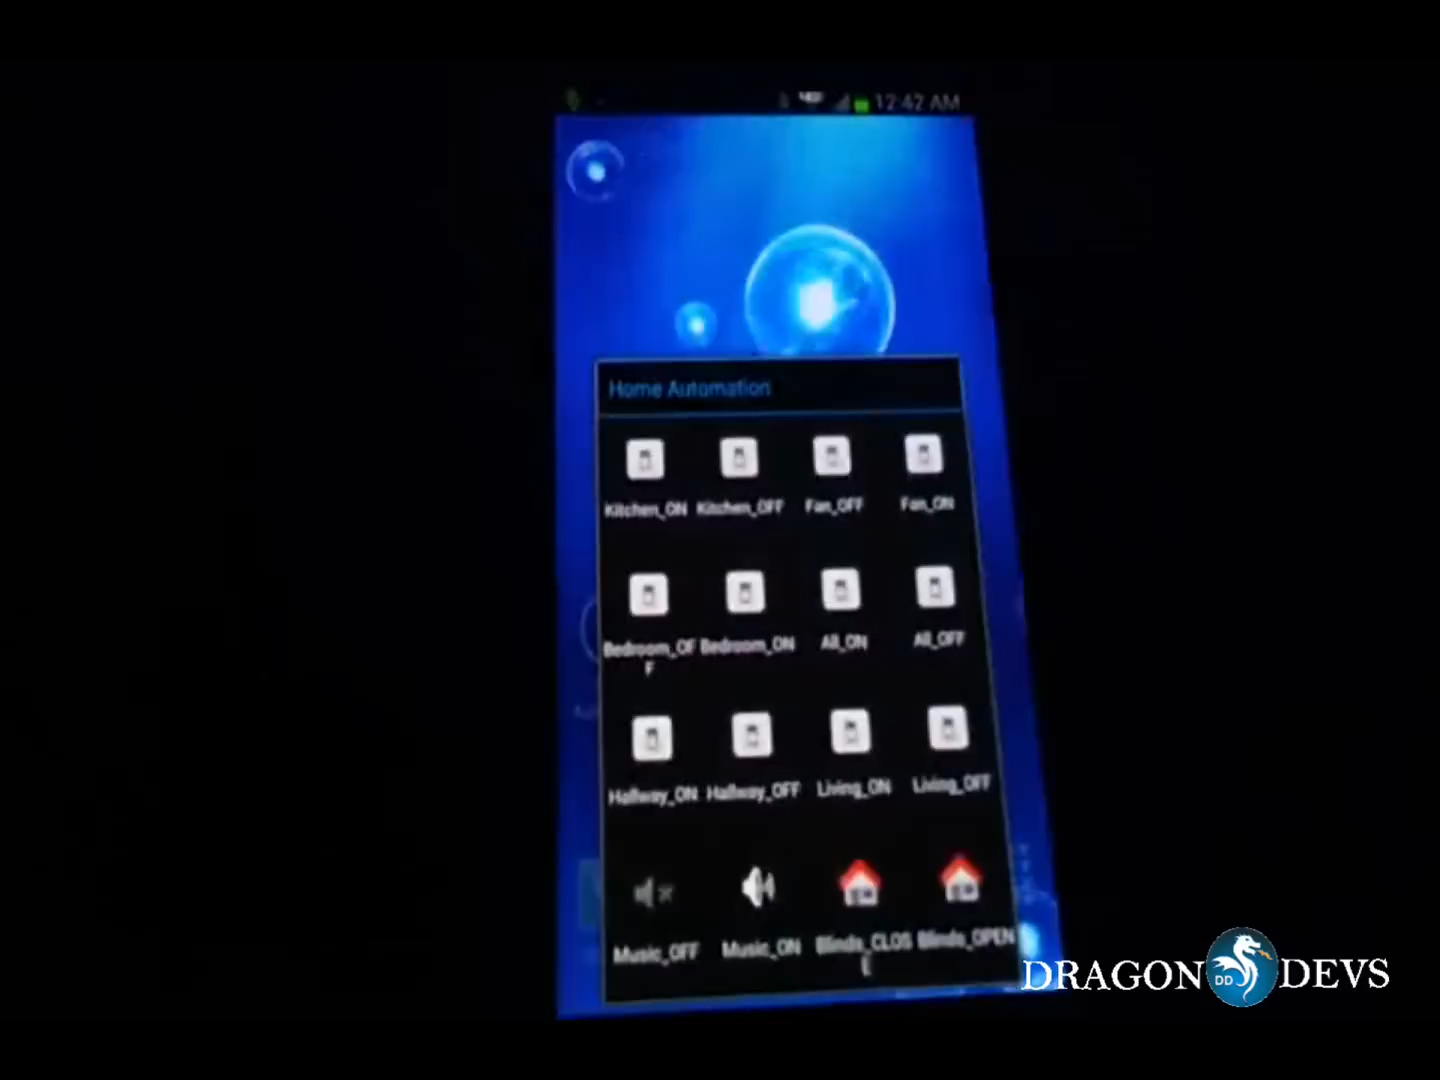 12:42 AM
Home Automation
Kitchen_ON Kitchen_OFF Fan_OFF Fan_ON
Bedroom_OF Bedroom_ON All_ON All_OFF
F
Hallway_ON Hallway_OFF Living_ON Living_OFF
Music_OFF Music_ON Blinds_CLOS Blinds_OPEN
E
DRAGON DD DEVS